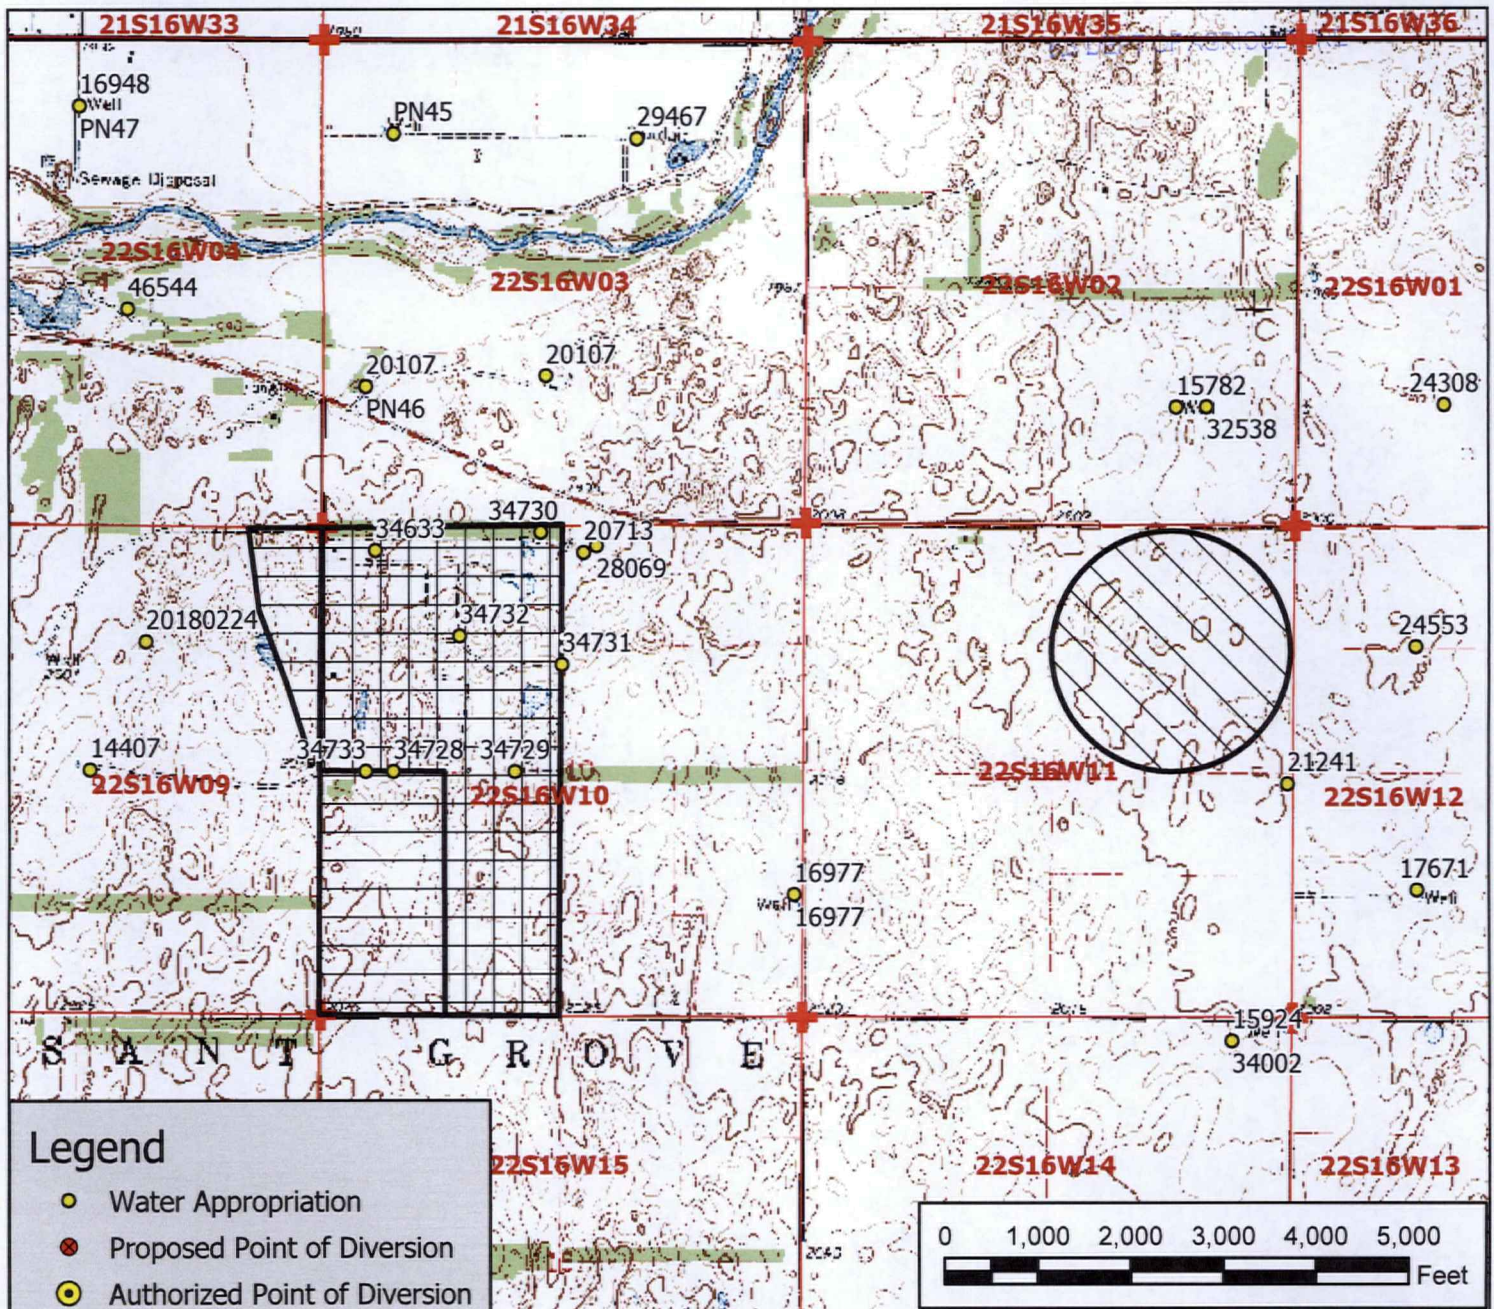 21S16W33
21S16W34
21S16W35
21S16W36
16948
Well
PN47
PN45
29467
Sewage Disposal
22S16W04
22S16W03
22S16W02
22S16W01
46544
20107
20107
PN46
15782
32538
24308
34730
34633
20713
28069
20180224
34732
34731
24553
14407
34733
34728
34729
22S16W09
22S16W10
22S16W11
21241
22S16W12
16977
Well
16977
17671
Well
15924
34002
S A N T G R O V E
22S16W15
22S16W14
22S16W13
Legend
Water Appropriation
Proposed Point of Diversion
Authorized Point of Diversion
0 1,000 2,000 3,000 4,000 5,000
Feet